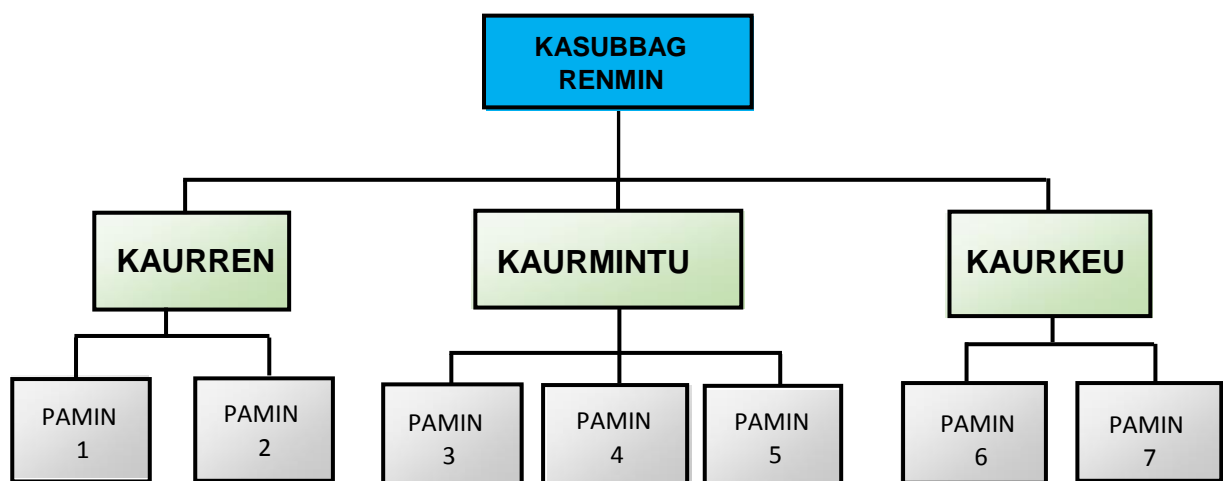 KASUBBAG
RENMIN
KAURREN
KAURMINTU
KAURKEU
PAMIN
1
PAMIN
2
PAMIN
3
PAMIN
4
PAMIN
5
PAMIN
6
PAMIN
7